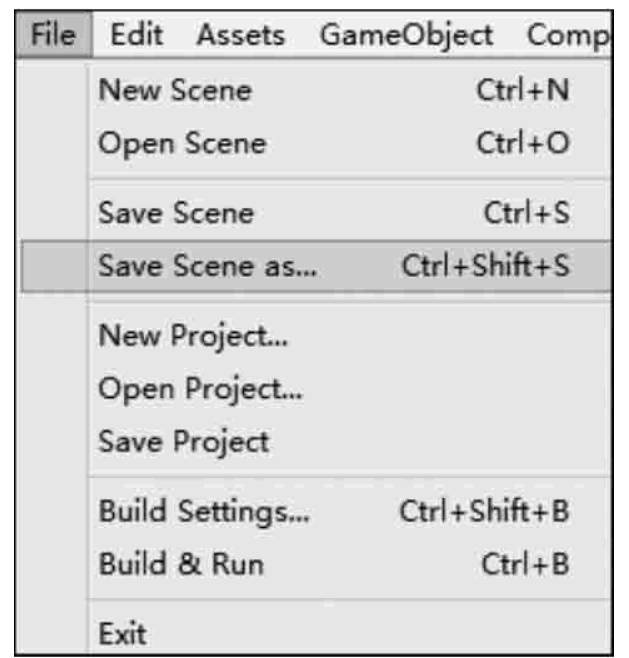 File Edit Assets GameObject Comp
New Scene Ctrl+N
Open Scene Ctrl+O
Save Scene Ctrl+S
Save Scene as... Ctrl+Shift+S
New Project...
Open Project...
Save Project
Build Settings... Ctrl+Shift+B
Build & Run Ctrl+B
Exit